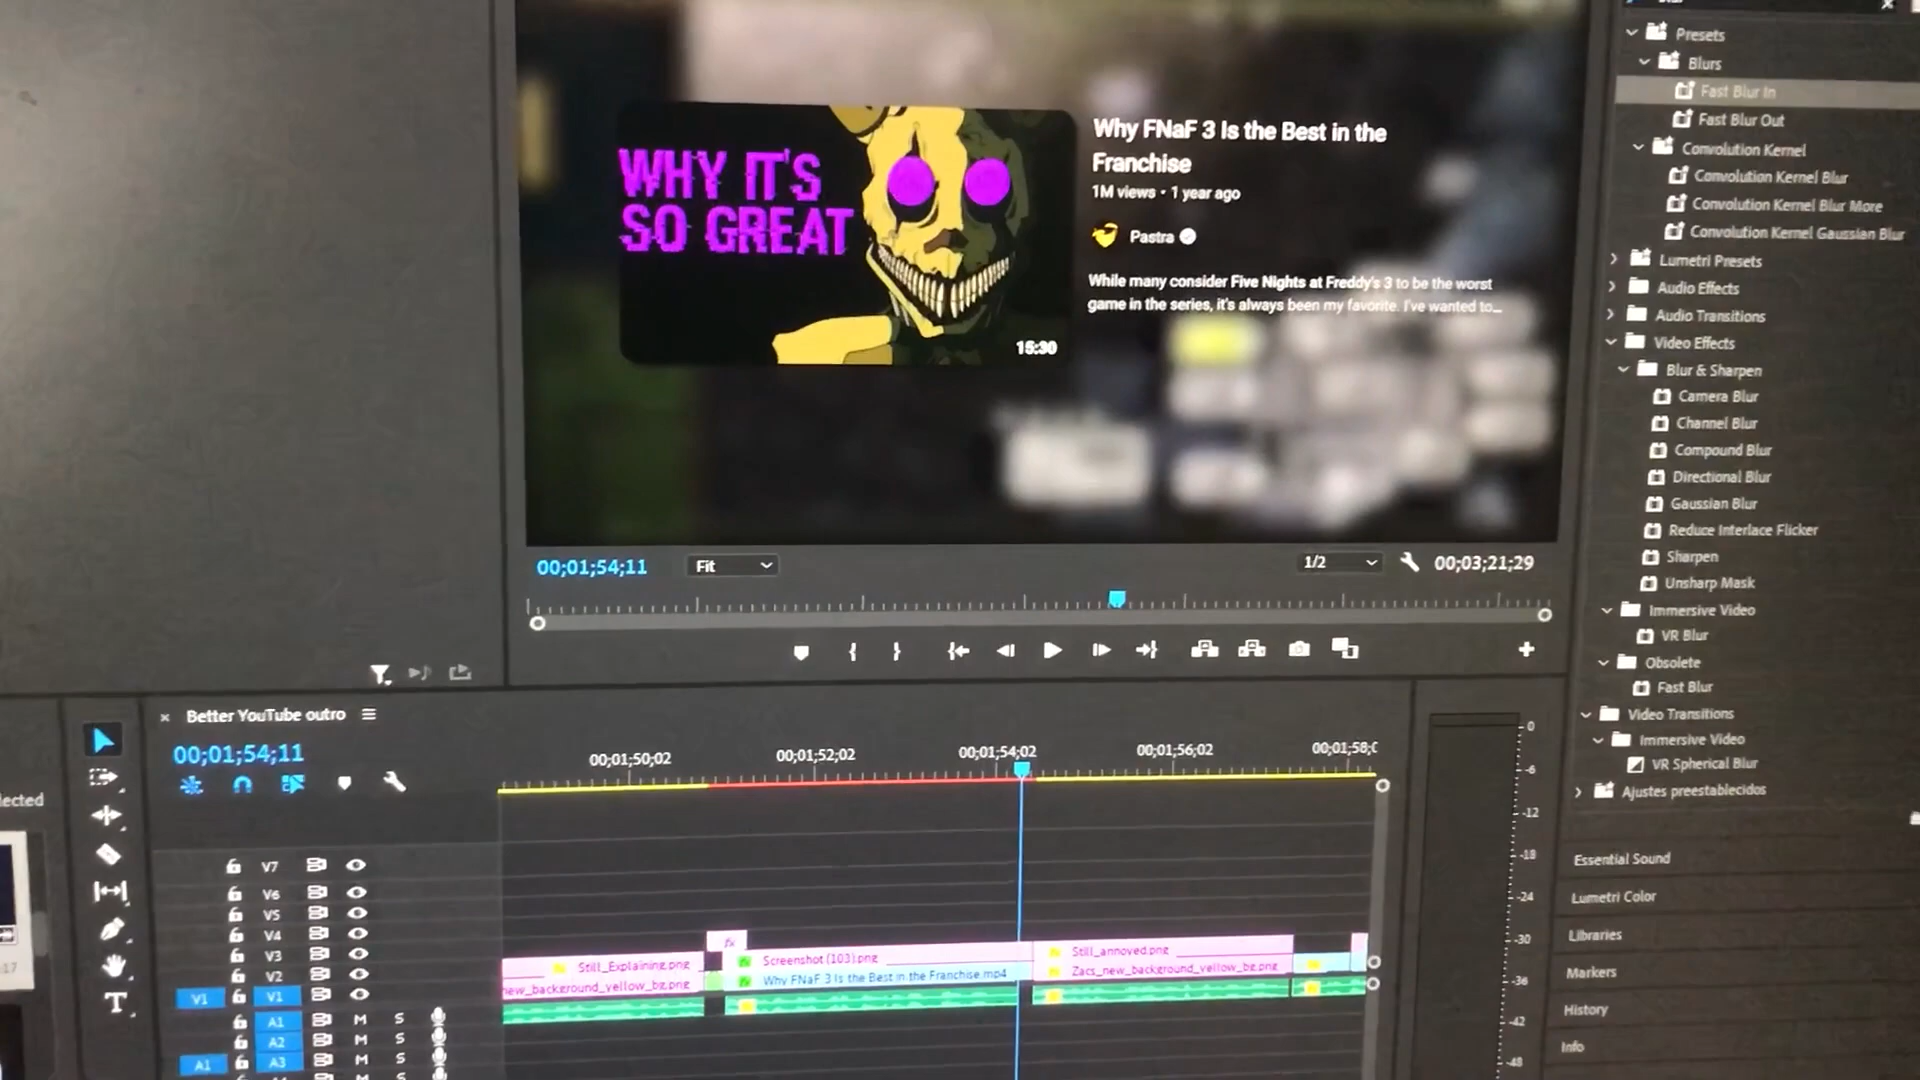 WHY IT'S
SO GREAT
15:30
Why FNaF 3 Is the Best in the
Franchise
1M views • 1 year ago
Pastra
While many consider Five Nights at Freddy's 3 to be the worst
game in the series, it's always been my favorite. I've wanted to...
00;01;54;11
Fit
1/2
00;03;21;29
Presets
Blurs
Fast Blur In
Fast Blur Out
Convolution Kernel
Convolution Kernel Blur
Convolution Kernel Blur More
Convolution Kernel Gaussian Blur
Lumetri Presets
Audio Effects
Audio Transitions
Video Effects
Blur & Sharpen
Camera Blur
Channel Blur
Compound Blur
Directional Blur
Gaussian Blur
Reduce Interlace Flicker
Sharpen
Unsharp Mask
Immersive Video
VR Blur
Obsolete
Fast Blur
Video Transitions
Immersive Video
VR Spherical Blur
Ajustes preestablecidos
Essential Sound
Lumetri Color
Libraries
Markers
History
Info
lected
:17
× Better YouTube outro
00;01;54;11
00;01;50;02
00;01;52;02
00;01;54;02
00;01;56;02
00;01;58;0
V7
V6
V5
V4
V3
V2
V1 V1
A1 M S
A2 M S
A1 A3 M S
fx
Still_Explaining.png
new_background_yellow_bg.png
Screenshot (103).png
Why FNaF 3 Is the Best in the Franchise.mp4
Still_annoyed.png
Zacs_new_background_yellow_bg.png
0
-6
-12
-18
-24
-30
-36
-42
-48